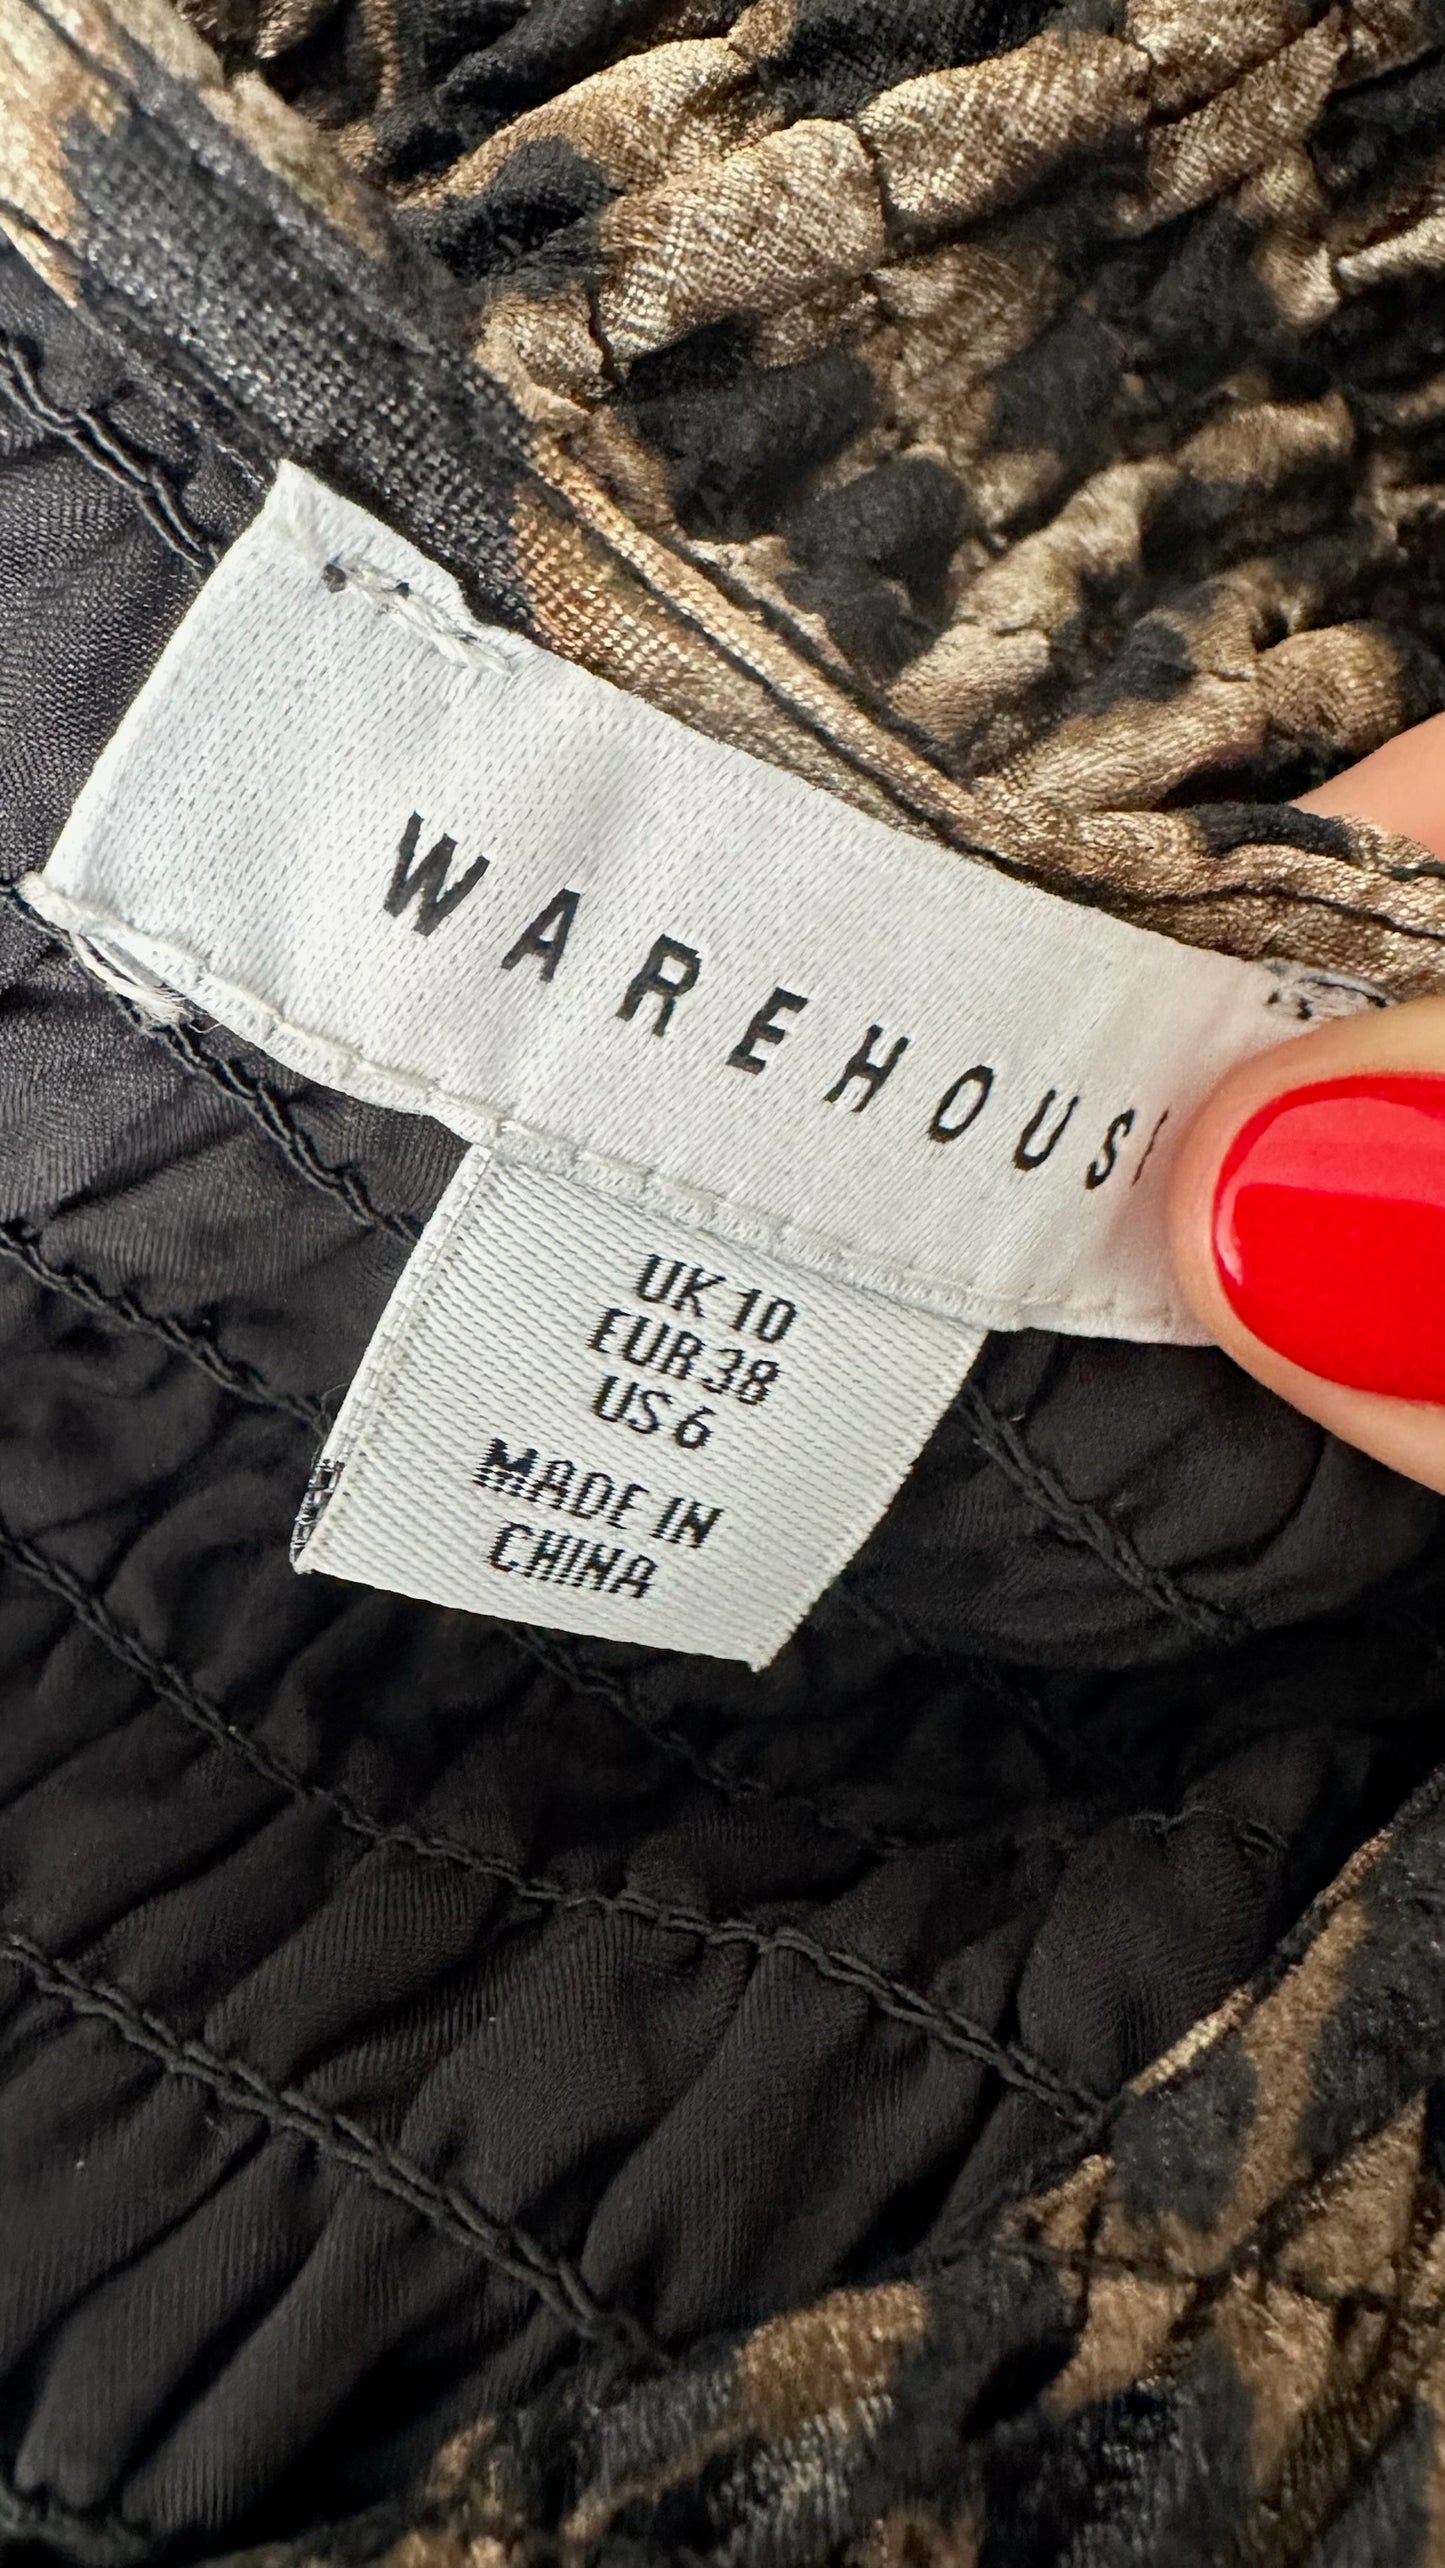 WAREHOUSE
UK 10
EUR 38
US 6
MADE IN
CHINA